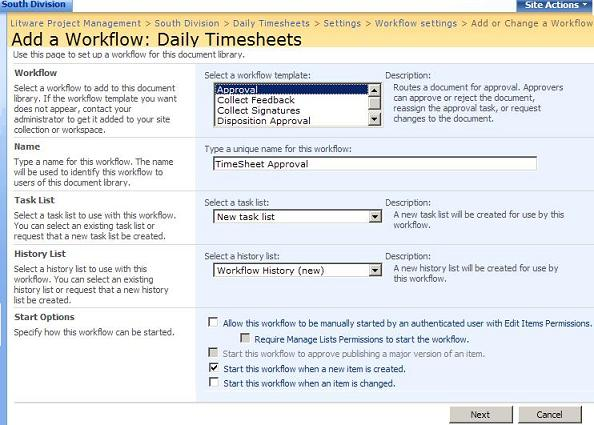 South Division
Site Actions
Litware Project Management > South Division > Daily Timesheets > Settings > Workflow settings > Add or Change a Workflow
Add a Workflow: Daily Timesheets
Use this page to set up a workflow for this document library.
Workflow
Select a workflow to add to this document
library. If the workflow template you want
does not appear, contact your
administrator to get it added to your site
collection or workspace.
Select a workflow template:
Approval
Collect Feedback
Collect Signatures
Disposition Approval
Description:
Routes a document for approval. Approvers
can approve or reject the document,
reassign the approval task, or request
changes to the document.
Name
Type a name for this workflow. The name
will be used to identify this workflow to
users of this document library.
Type a unique name for this workflow:
TimeSheet Approval
Task List
Select a task list to use with this workflow.
You can select an existing task list or
request that a new task list be created.
Select a task list:
New task list
Description:
A new task list will be created for use by this
workflow.
History List
Select a history list to use with this
workflow. You can select an existing
history list or request that a new history
list be created.
Select a history list:
Workflow History (new)
Description:
A new history list will be created for use by
this workflow.
Start Options
Specify how this workflow can be started.
Allow this workflow to be manually started by an authenticated user with Edit Items Permissions.
Require Manage Lists Permissions to start the workflow.
Start this workflow to approve publishing a major version of an item.
Start this workflow when a new item is created.
Start this workflow when an item is changed.
Next
Cancel